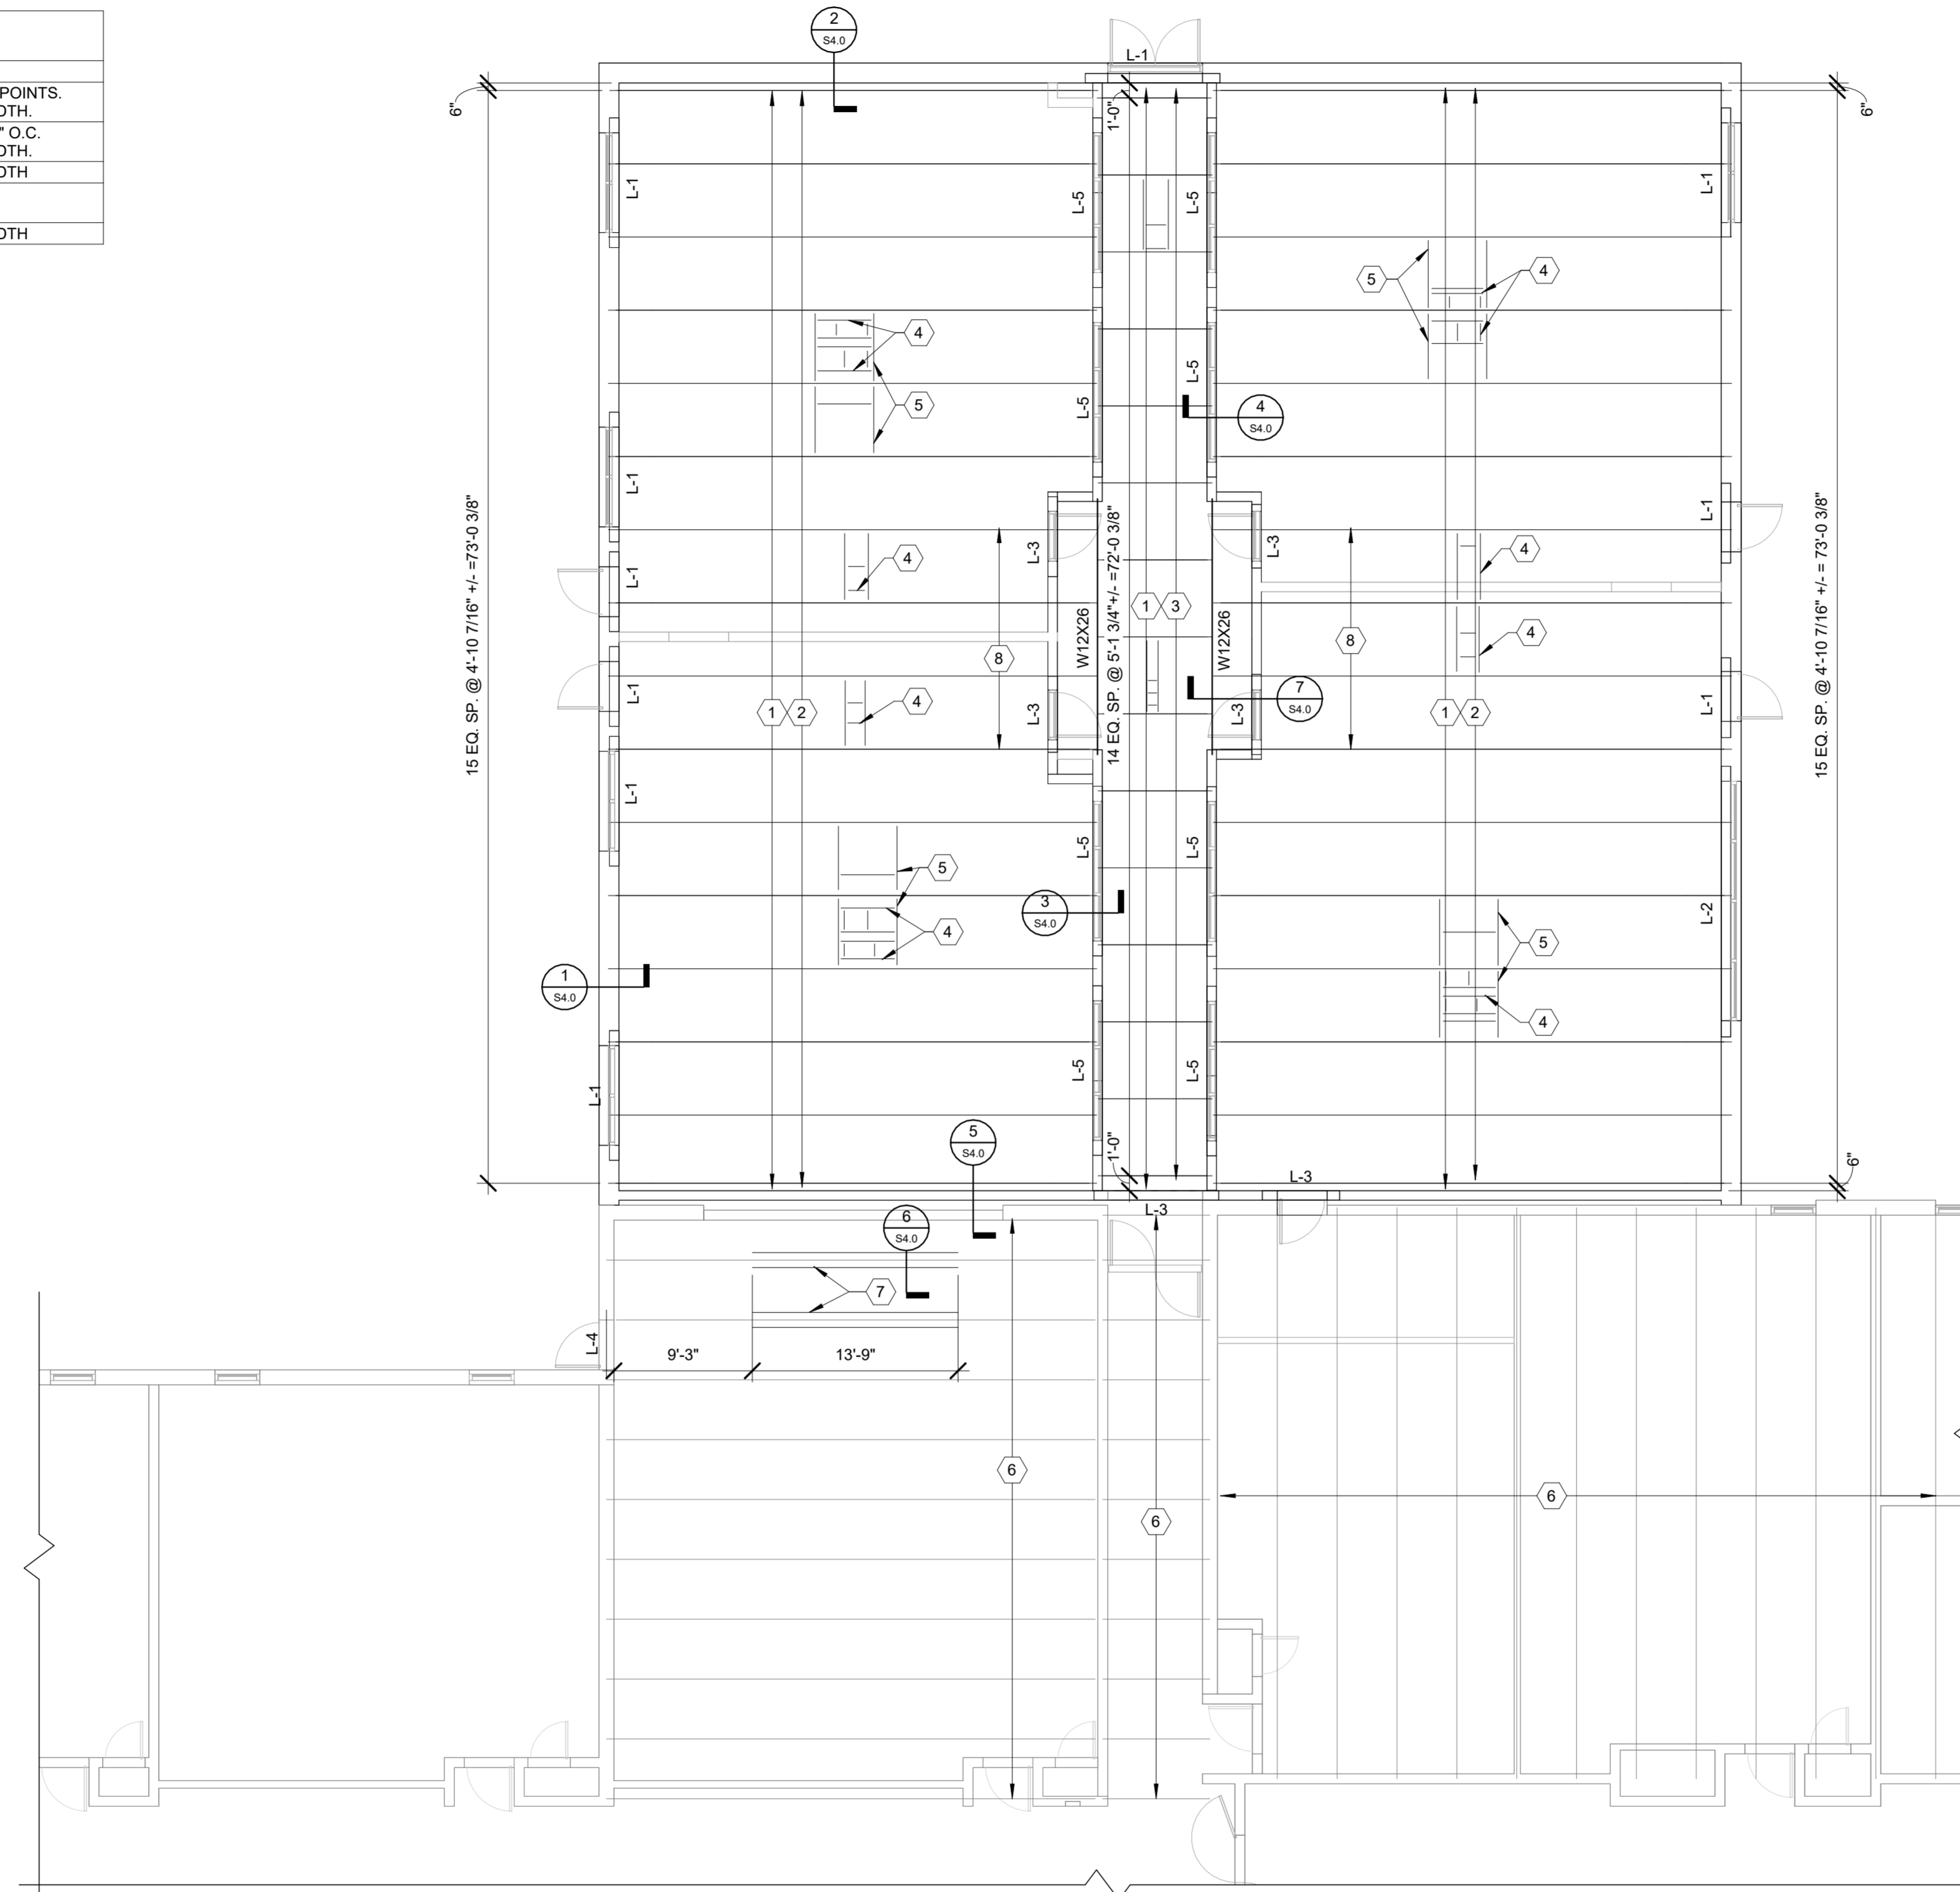 POINTS.
OTH.
" O.C.
OTH.
OTH
OTH
2
S4.0
L-1
6"
1'-0"
6"
L-1
L-5
L-5
L-1
5
4
4
5
L-5
L-5
4
S4.0
L-1
L-1
15 EQ. SP. @ 4'-10 7/16" +/- =73'-0 3/8"
14 EQ. SP. @ 5'-1 3/4"+/- =72'-0 3/8"
15 EQ. SP. @ 4'-10 7/16" +/- = 73'-0 3/8"
4
L-3
L-3
4
L-1
1
3
W12X26
W12X26
8
8
4
4
L-1
L-3
L-3
7
S4.0
L-1
1
2
1
2
L-1
L-5
L-5
5
4
3
S4.0
L-2
5
1
S4.0
4
L-1
L-5
L-5
5
S4.0
1'-0"
6"
L-3
L-3
6
S4.0
7
L-4
9'-3"
13'-9"
6
6
6